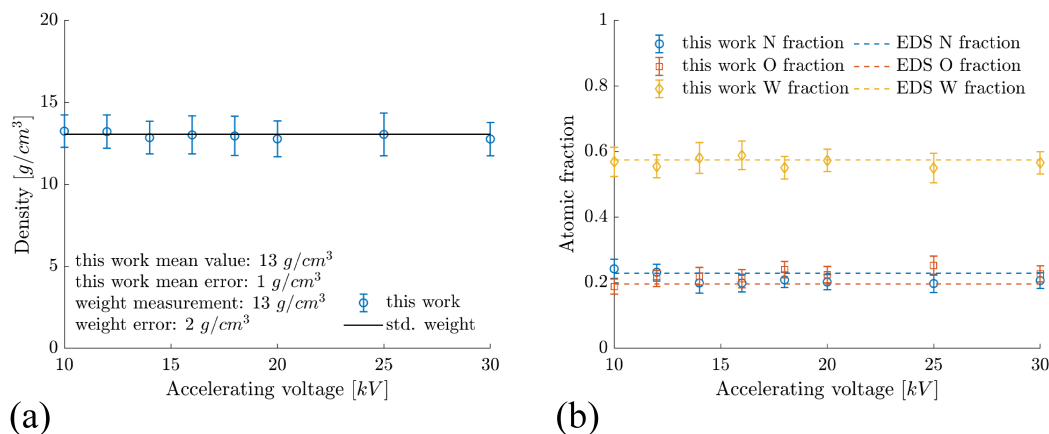 20
15
10
5
0
Density [g/cm³]
this work mean value: 13 g/cm³
this work mean error: 1 g/cm³
weight measurement: 13 g/cm³
weight error: 2 g/cm³
this work
std. weight
10 15 20 25 30
Accelerating voltage [kV]
(a)
1
0.8
0.6
0.4
0.2
0
Atomic fraction
this work N fraction EDS N fraction
this work O fraction EDS O fraction
this work W fraction EDS W fraction
10 15 20 25 30
Accelerating voltage [kV]
(b)